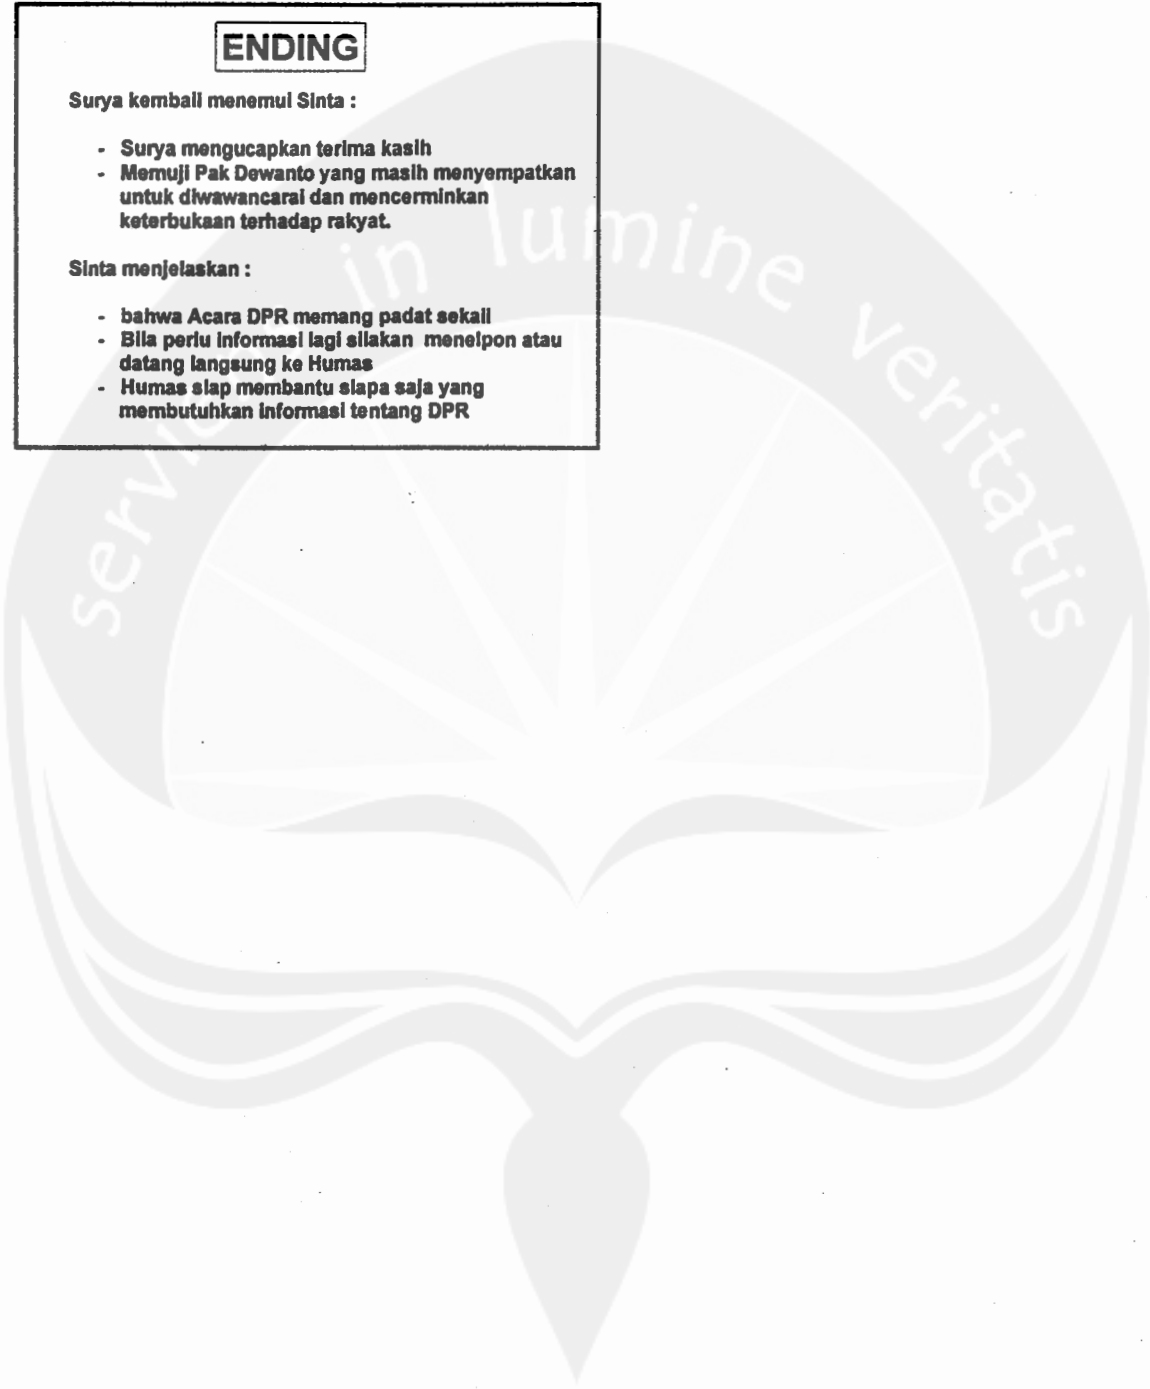 ENDING
Surya kembali menemui Sinta :
- Surya mengucapkan terima kasih
- Memuji Pak Dewanto yang masih menyempatkan
untuk diwawancarai dan mencerminkan
keterbukaan terhadap rakyat.
Sinta menjelaskan :
- bahwa Acara DPR memang padat sekali
- Bila perlu informasi lagi silakan menelpon atau
datang langsung ke Humas
- Humas siap membantu siapa saja yang
membutuhkan informasi tentang DPR
serviens in lumine veritatis